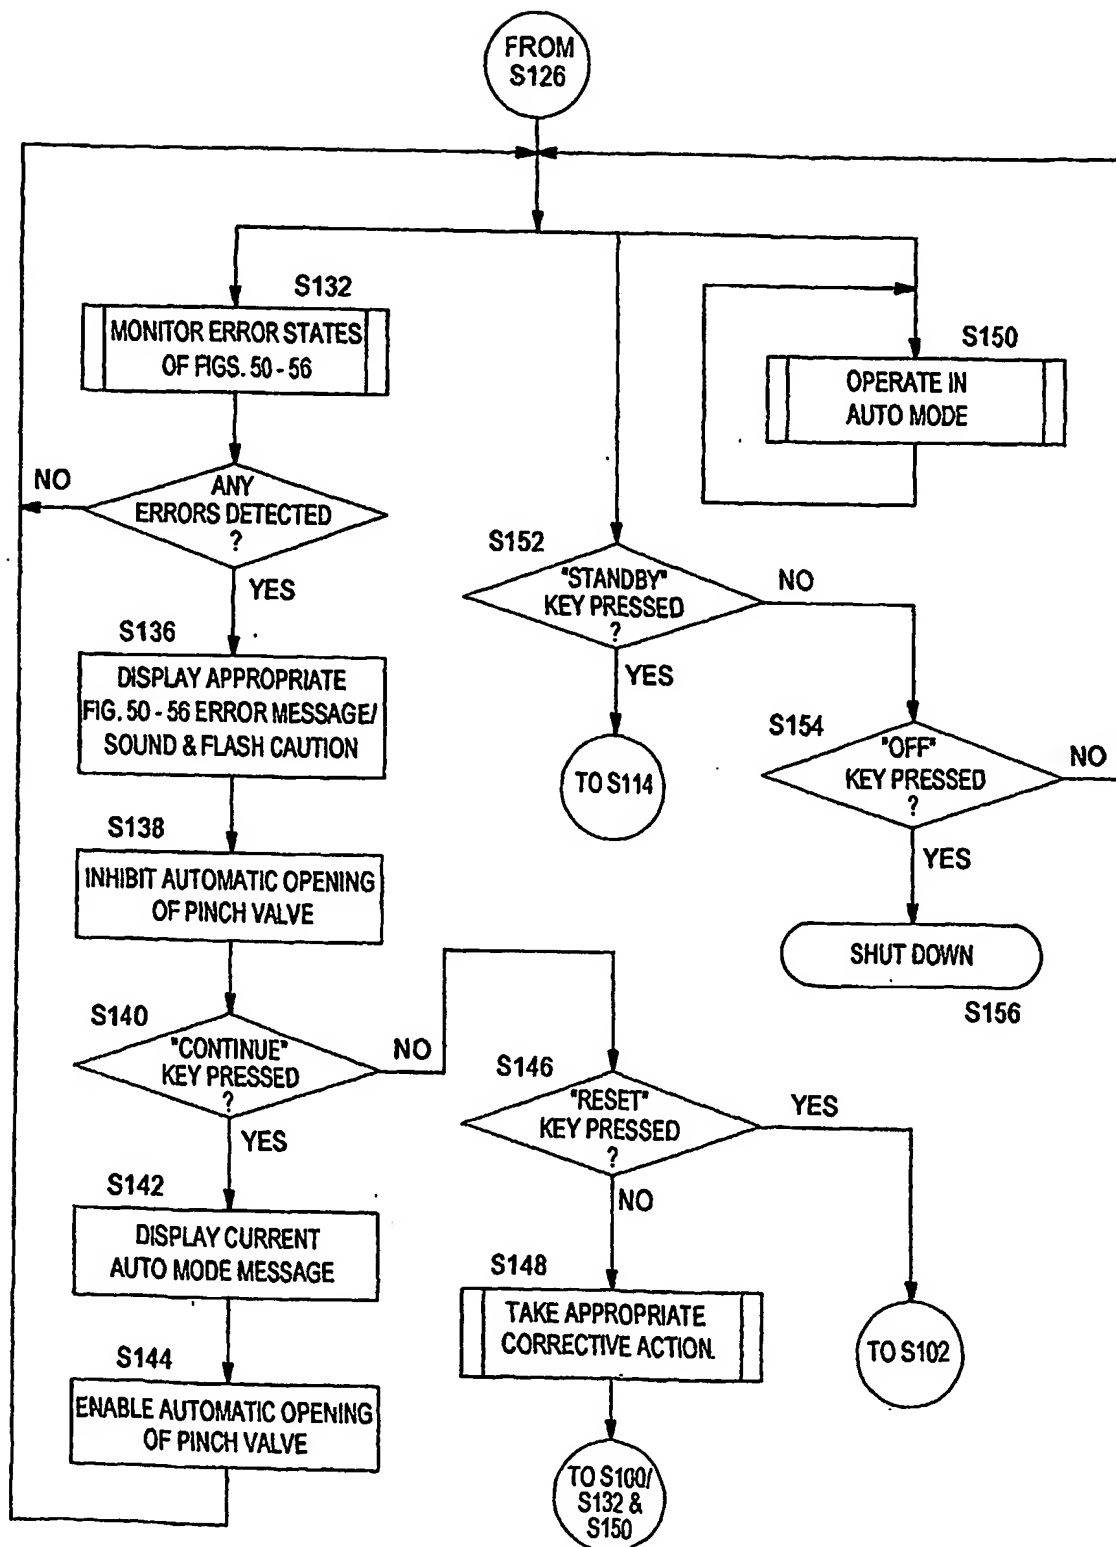 FROM
S126
S132
MONITOR ERROR STATES
OF FIGS. 50 - 56
S150
OPERATE IN
AUTO MODE
NO
ANY
ERRORS DETECTED
?
YES
S152
"STANDBY"
KEY PRESSED
?
NO
YES
S136
DISPLAY APPROPRIATE
FIG. 50 - 56 ERROR MESSAGE/
SOUND & FLASH CAUTION
TO S114
S154
"OFF"
KEY PRESSED
?
NO
YES
S138
INHIBIT AUTOMATIC OPENING
OF PINCH VALVE
SHUT DOWN
S156
S140
"CONTINUE"
KEY PRESSED
?
NO
YES
S146
"RESET"
KEY PRESSED
?
YES
NO
S142
DISPLAY CURRENT
AUTO MODE MESSAGE
S148
TAKE APPROPRIATE
CORRECTIVE ACTION.
TO S102
S144
ENABLE AUTOMATIC OPENING
OF PINCH VALVE
TO S100/
S132 &
S150